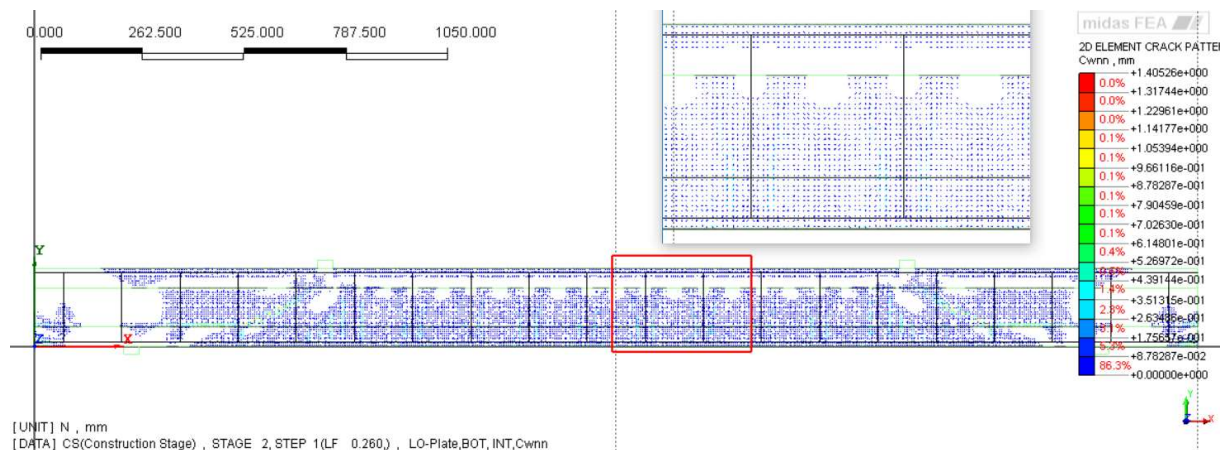 0.000 262.500 525.000 787.500 1050.000
midas FEA
2D ELEMENT CRACK PATTE
Cwnn , mm
+1.40526e+000
0.0%
+1.31744e+000
0.0%
+1.22961e+000
0.0%
+1.14177e+000
0.1%
+1.05394e+000
0.1%
+9.66116e-001
0.1%
+8.78287e-001
0.1%
+7.90459e-001
0.1%
+7.02630e-001
0.1%
+6.14801e-001
0.4%
+5.26972e-001
+4.39144e-001
1.4%
+3.51315e-001
2.8%
+2.63486e-001
+1.75657e-001
+8.78287e-002
86.3%
+0.00000e+000
Y
Z X
[UNIT] N , mm
[DATA] CS(Construction Stage) , STAGE 2, STEP 1(LF 0.260,) , LO-Plate,BOT, INT,Cwnn